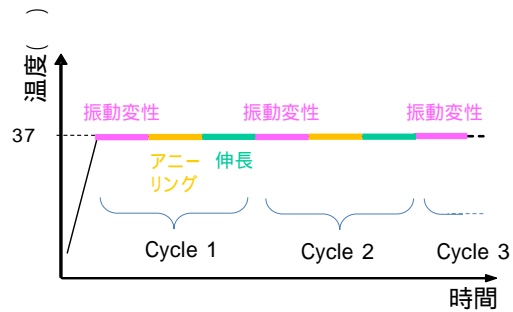 温度( )
振動変性 振動変性 振動変性
37
アニー 伸長
リング
Cycle 1 Cycle 2 Cycle 3
時間